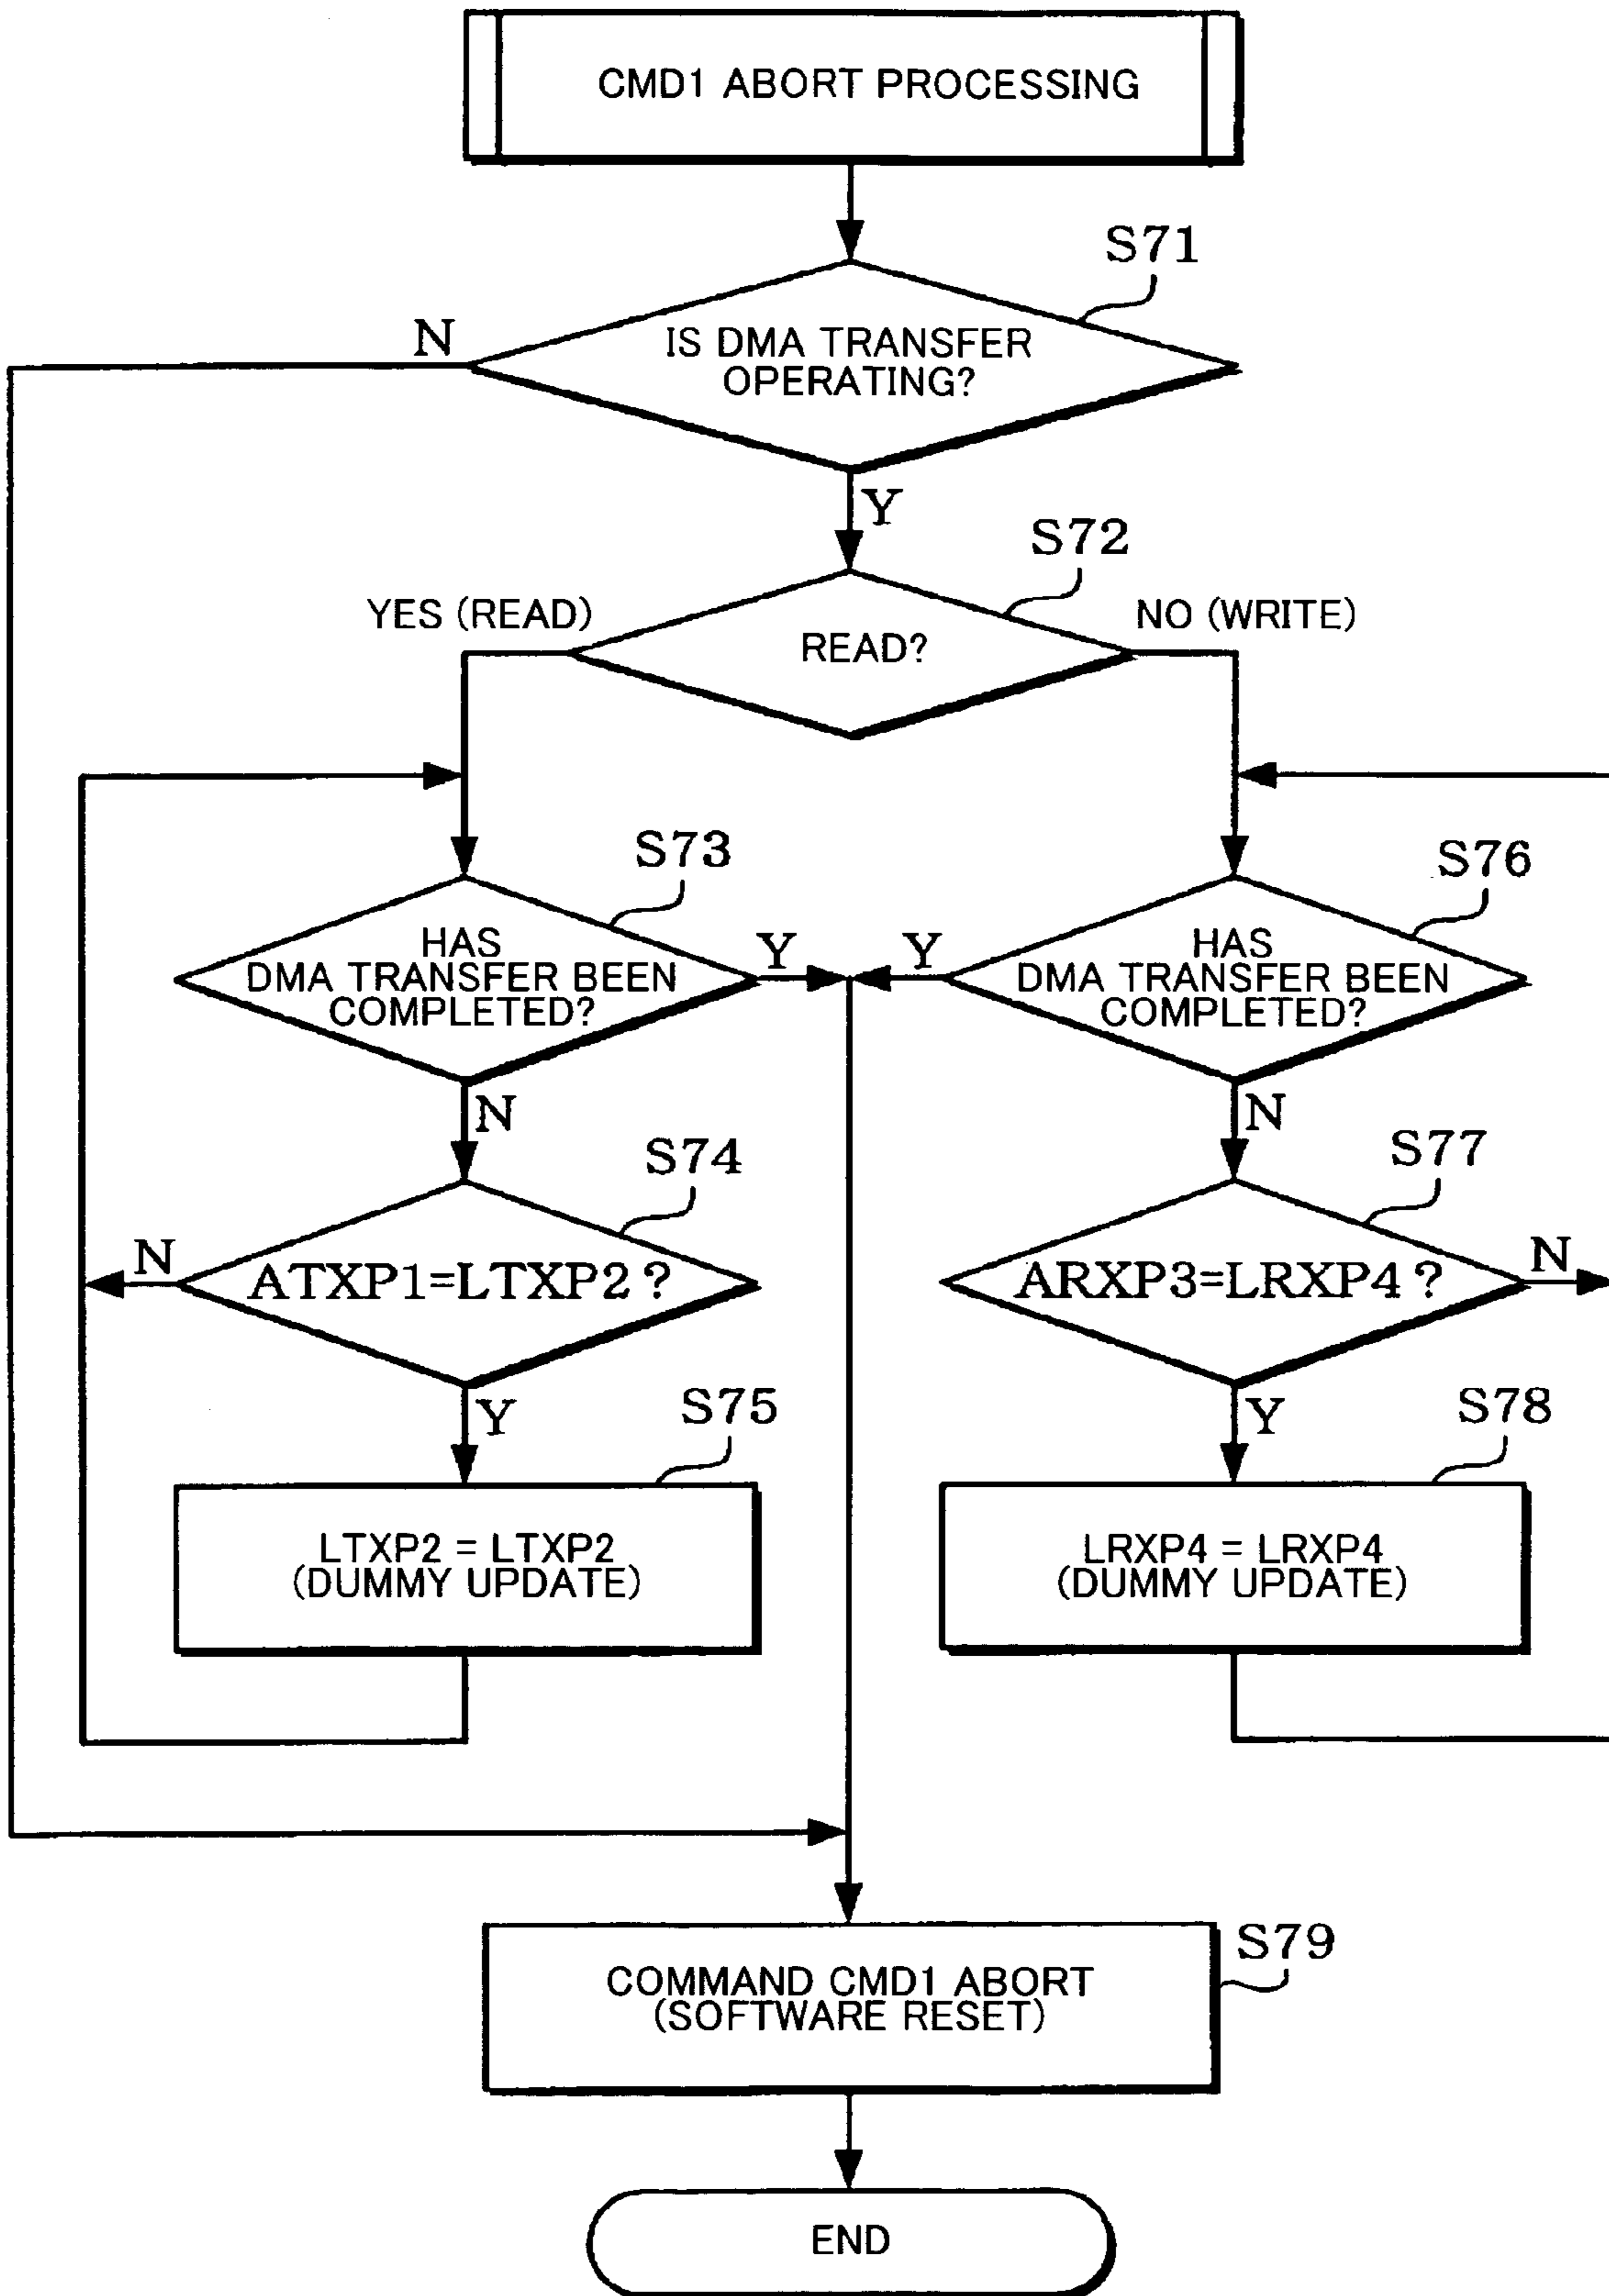 CMD1 ABORT PROCESSING
S71
N
IS DMA TRANSFER
OPERATING?
Y
S72
YES (READ)
NO (WRITE)
READ?
S73
S76
HAS
DMA TRANSFER BEEN
COMPLETED?
Y
Y
HAS
DMA TRANSFER BEEN
COMPLETED?
N
N
S74
S77
N
ATXP1=LTXP2 ?
ARXP3=LRXP4 ?
N
Y
S75
Y
S78
LTXP2 = LTXP2
(DUMMY UPDATE)
LRXP4 = LRXP4
(DUMMY UPDATE)
S79
COMMAND CMD1 ABORT
(SOFTWARE RESET)
END